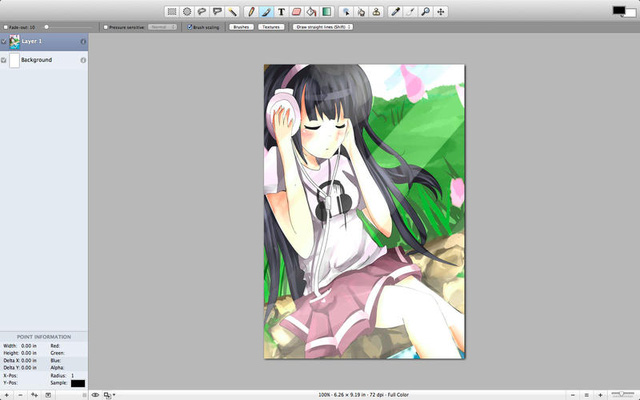 Fade-out: 10 Pressure sensitive: Normal Brush scaling Brushes Textures Draw straight lines (Shift)
Layer 1
Background
POINT INFORMATION
Width: 0.00 in Red:
Height: 0.00 in Green:
Delta X: 0.00 in Blue:
Delta Y: 0.00 in Alpha:
X-Pos: Radius: 1
Y-Pos: Sample:
100% - 6.26 × 9.19 in - 72 dpi - Full Color